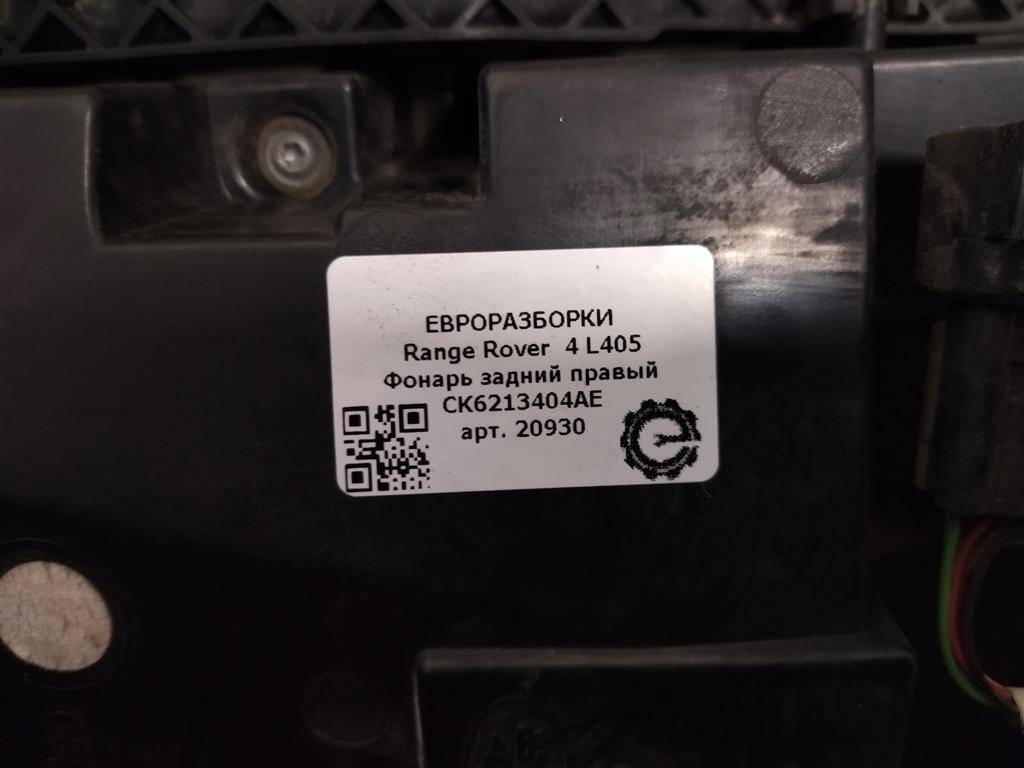 ЕВРОРАЗБОРКИ
Range Rover 4 L405
Фонарь задний правый
CK6213404AE
арт. 20930